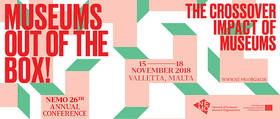 MUSEUMS
OUT OF THE
BOX!
NEMO 26TH
ANNUAL
CONFERENCE
15 — 18
NOVEMBER 2018
VALLETTA, MALTA
THE CROSSOVER
IMPACT OF
MUSEUMS